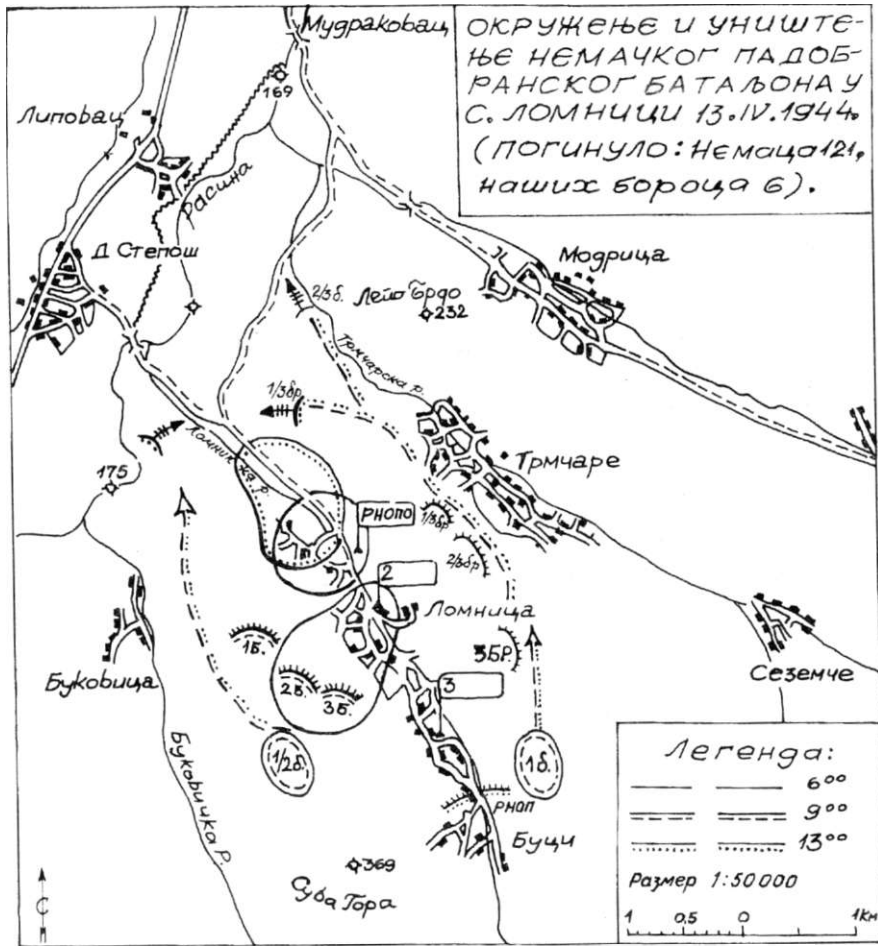 ОКРУЖЕЊЕ И УНИШТЕ-
ЊЕ НЕМАЧКОГ ПАДОБ-
РАНСКОГ БАТАЉОНА У
С. ЛОМНИЦИ 13.IV.1944.
(ПОГИНУЛО: Немаца 121,
наших бороца 6).
Мудраковац
169
Липовац
Расина
Д. Степош
Модрица
2/3б.
Лејо Брдо
232
Трмчарска р.
1/3бр.
Ломничка р.
175
Трмчаре
РНОПО
1/3бр
2/3бр
2
Ломница
1Б.
3БР.
Буковица
2Б.
3Б.
3
Сеземче
1/2б.
1б.
РНОП
Буци
Буковичка Р.
369
Суба Гора
С
Легенда:
6⁰⁰
9⁰⁰
13⁰⁰
Размер 1:50000
1 0.5 0 1Км